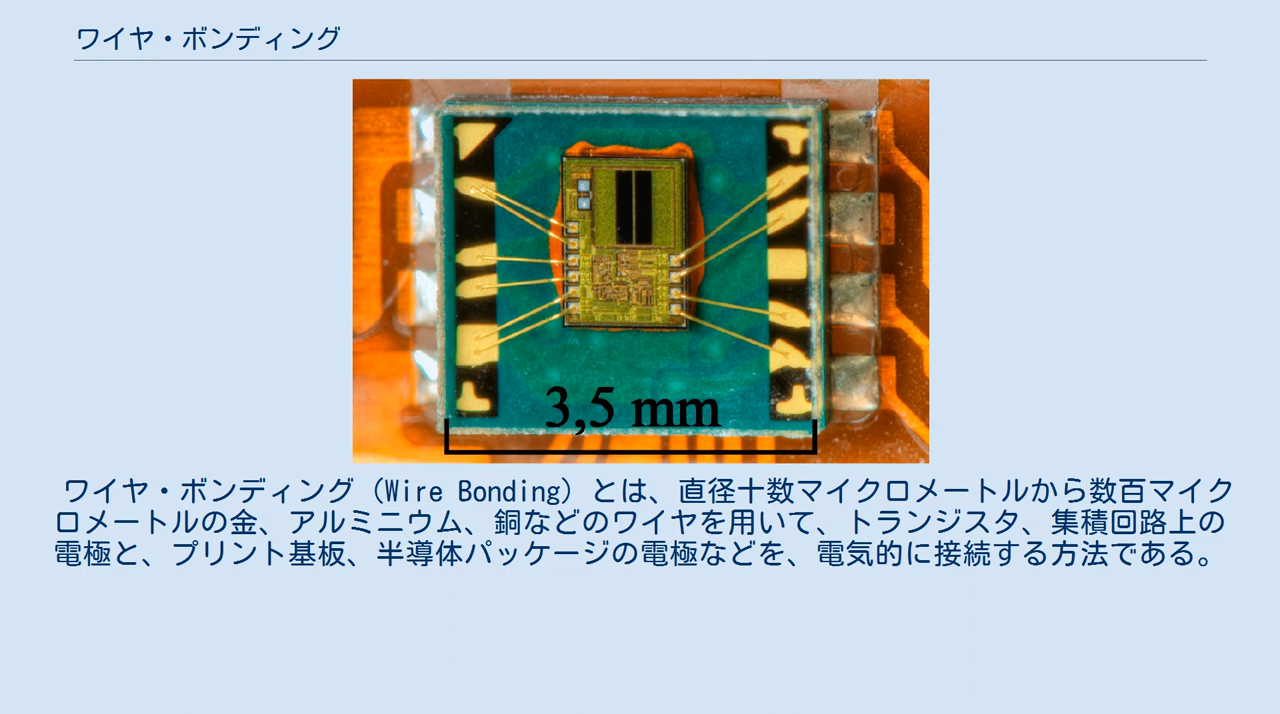 ワイヤ・ボンディング
3,5 mm
ワイヤ・ボンディング（Wire Bonding）とは、直径十数マイクロメートルから数百マイク
ロメートルの金、アルミニウム、銅などのワイヤを用いて、トランジスタ、集積回路上の
電極と、プリント基板、半導体パッケージの電極などを、電気的に接続する方法である。